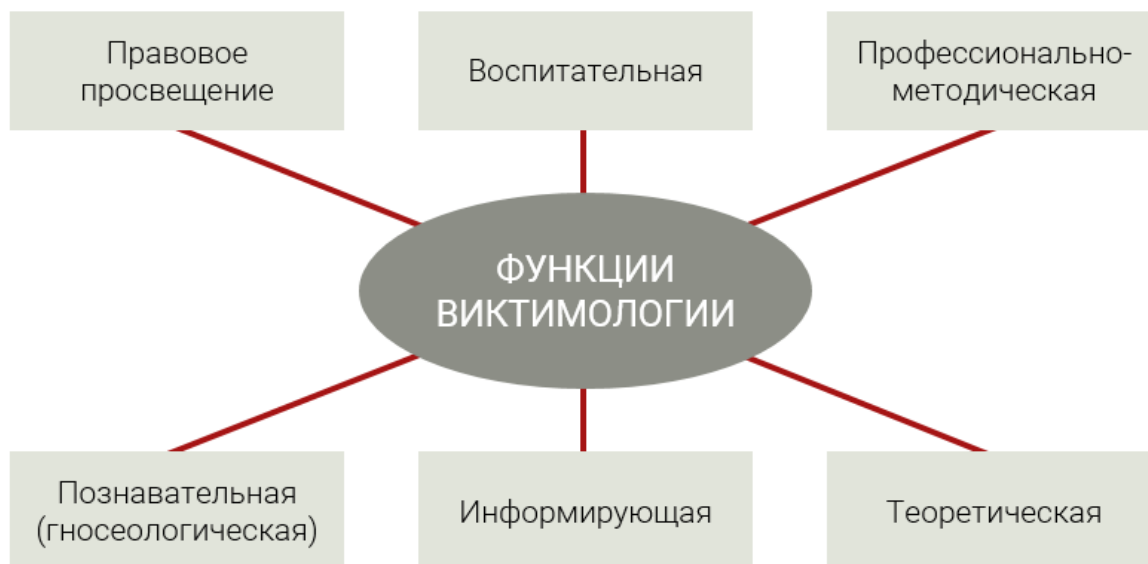 Правовое
просвещение
Воспитательная
Профессионально-
методическая
ФУНКЦИИ
ВИКТИМОЛОГИИ
Познавательная
(гносеологическая)
Информирующая
Теоретическая